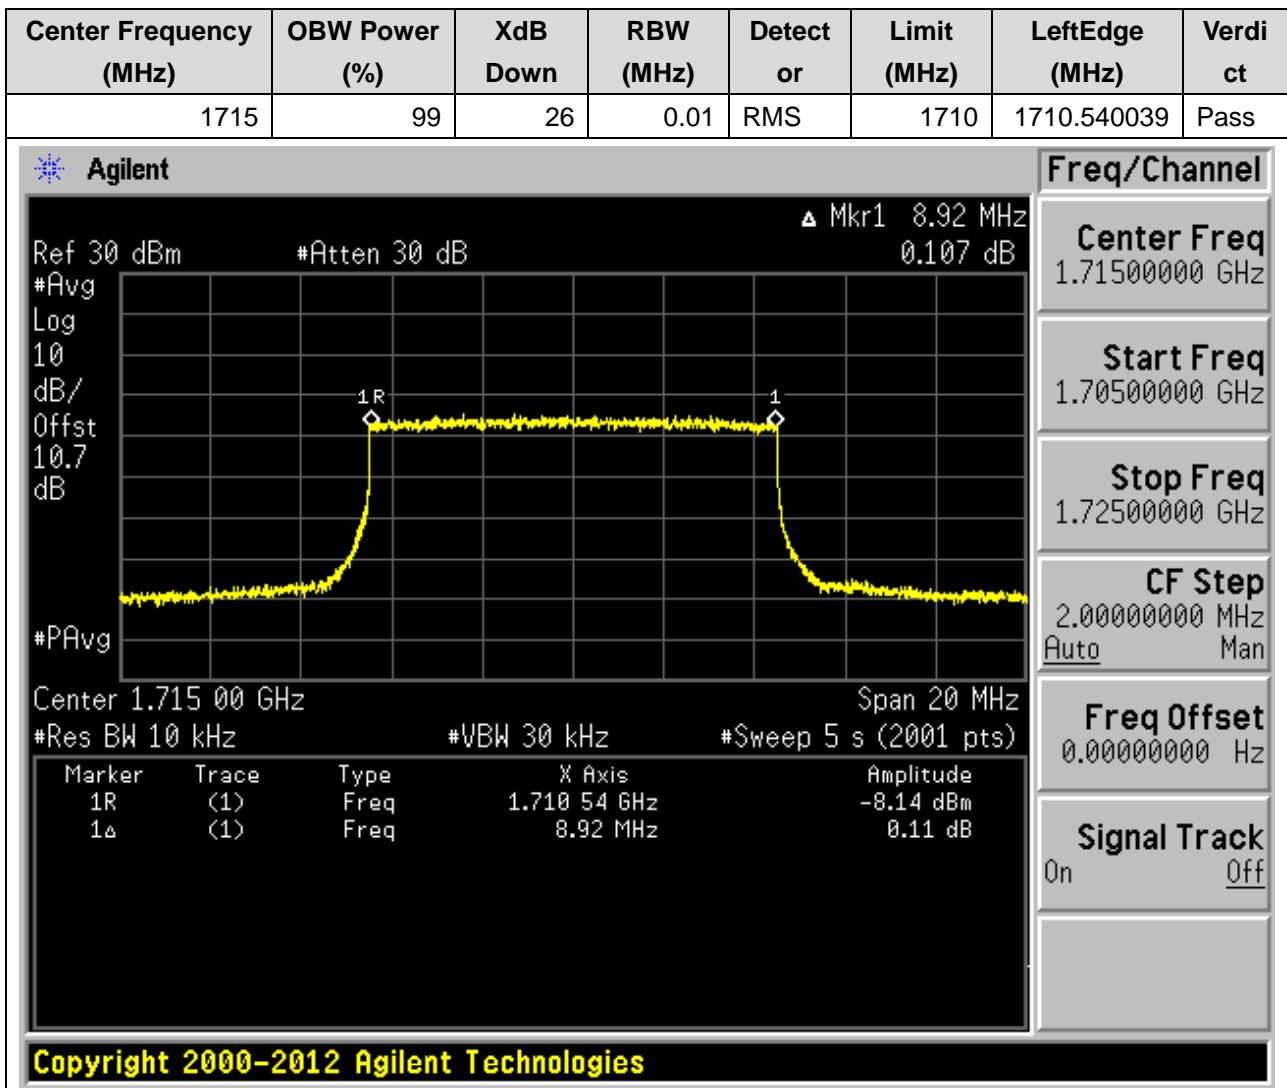 Center Frequency (MHz) OBW Power (%) XdB Down RBW (MHz) Detect or Limit (MHz) LeftEdge (MHz) Verdi ct
1715 99 26 0.01 RMS 1710 1710.540039 Pass
Agilent
Freq/Channel
Δ Mkr1 8.92 MHz
Ref 30 dBm #Atten 30 dB 0.107 dB
#Avg
Log
10
dB/
Offst
10.7
dB
#PAvg
1R
1
Center 1.715 00 GHz Span 20 MHz
#Res BW 10 kHz #VBW 30 kHz #Sweep 5 s (2001 pts)
Marker Trace Type X Axis Amplitude
1R (1) Freq 1.710 54 GHz -8.14 dBm
1Δ (1) Freq 8.92 MHz 0.11 dB
Center Freq
1.71500000 GHz
Start Freq
1.70500000 GHz
Stop Freq
1.72500000 GHz
CF Step
2.00000000 MHz
Auto Man
Freq Offset
0.00000000 Hz
Signal Track
On Off
Copyright 2000-2012 Agilent Technologies